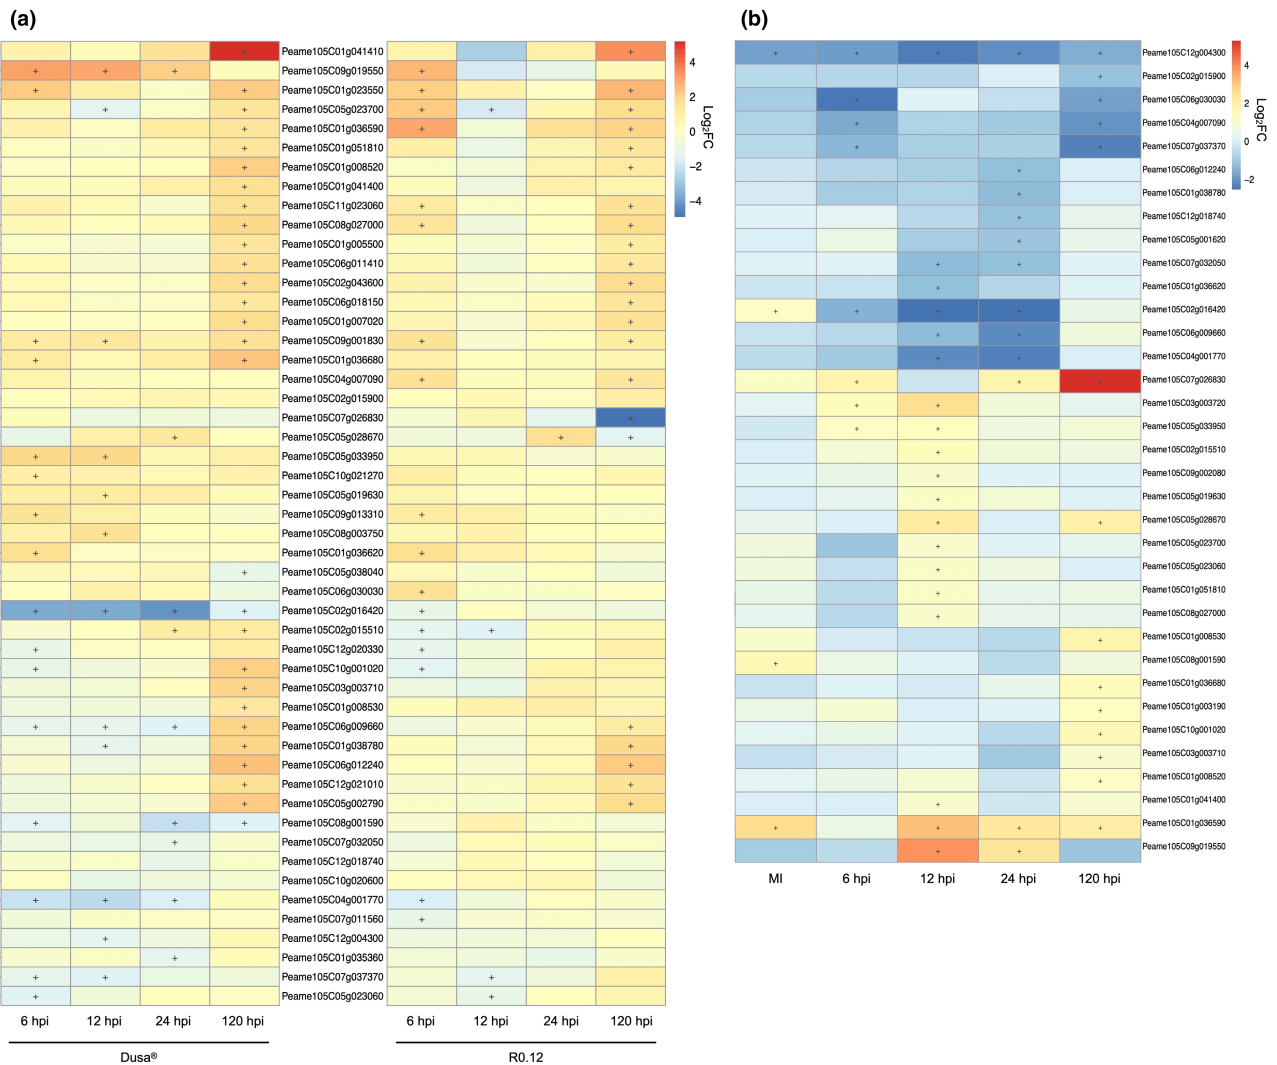 (a)
Peame105C01g041410
Peame105C09g019550
Peame105C01g023550
Peame105C05g023700
Peame105C01g036590
Peame105C01g051810
Peame105C01g008520
Peame105C01g041400
Peame105C11g023060
Peame105C08g027000
Peame105C01g005500
Peame105C06g011410
Peame105C02g043600
Peame105C06g018150
Peame105C01g007020
Peame105C09g001830
Peame105C01g036680
Peame105C04g007090
Peame105C02g015900
Peame105C07g026830
Peame105C05g028670
Peame105C05g033950
Peame105C10g021270
Peame105C05g019630
Peame105C09g013310
Peame105C08g003750
Peame105C01g036620
Peame105C05g038040
Peame105C06g030030
Peame105C02g016420
Peame105C02g015510
Peame105C12g020330
Peame105C10g001020
Peame105C03g003710
Peame105C01g008530
Peame105C06g009660
Peame105C01g038780
Peame105C06g012240
Peame105C12g021010
Peame105C05g002790
Peame105C08g001590
Peame105C07g032050
Peame105C12g018740
Peame105C10g020600
Peame105C04g001770
Peame105C07g011560
Peame105C12g004300
Peame105C01g035360
Peame105C07g037370
Peame105C05g023060
6 hpi 12 hpi 24 hpi 120 hpi
Dusa®
6 hpi 12 hpi 24 hpi 120 hpi
R0.12
4
2
0
−2
−4
Log₂FC
(b)
Peame105C12g004300
Peame105C02g015900
Peame105C06g030030
Peame105C04g007090
Peame105C07g037370
Peame105C06g012240
Peame105C01g038780
Peame105C12g018740
Peame105C05g001620
Peame105C07g032050
Peame105C01g036620
Peame105C02g016420
Peame105C06g009660
Peame105C04g001770
Peame105C07g026830
Peame105C03g003720
Peame105C05g033950
Peame105C02g015510
Peame105C09g002080
Peame105C05g019630
Peame105C05g028670
Peame105C05g023700
Peame105C05g023060
Peame105C01g051810
Peame105C08g027000
Peame105C01g008530
Peame105C08g001590
Peame105C01g036680
Peame105C01g003190
Peame105C10g001020
Peame105C03g003710
Peame105C01g008520
Peame105C01g041400
Peame105C01g036590
Peame105C09g019550
MI 6 hpi 12 hpi 24 hpi 120 hpi
4
2
0
−2
Log₂FC